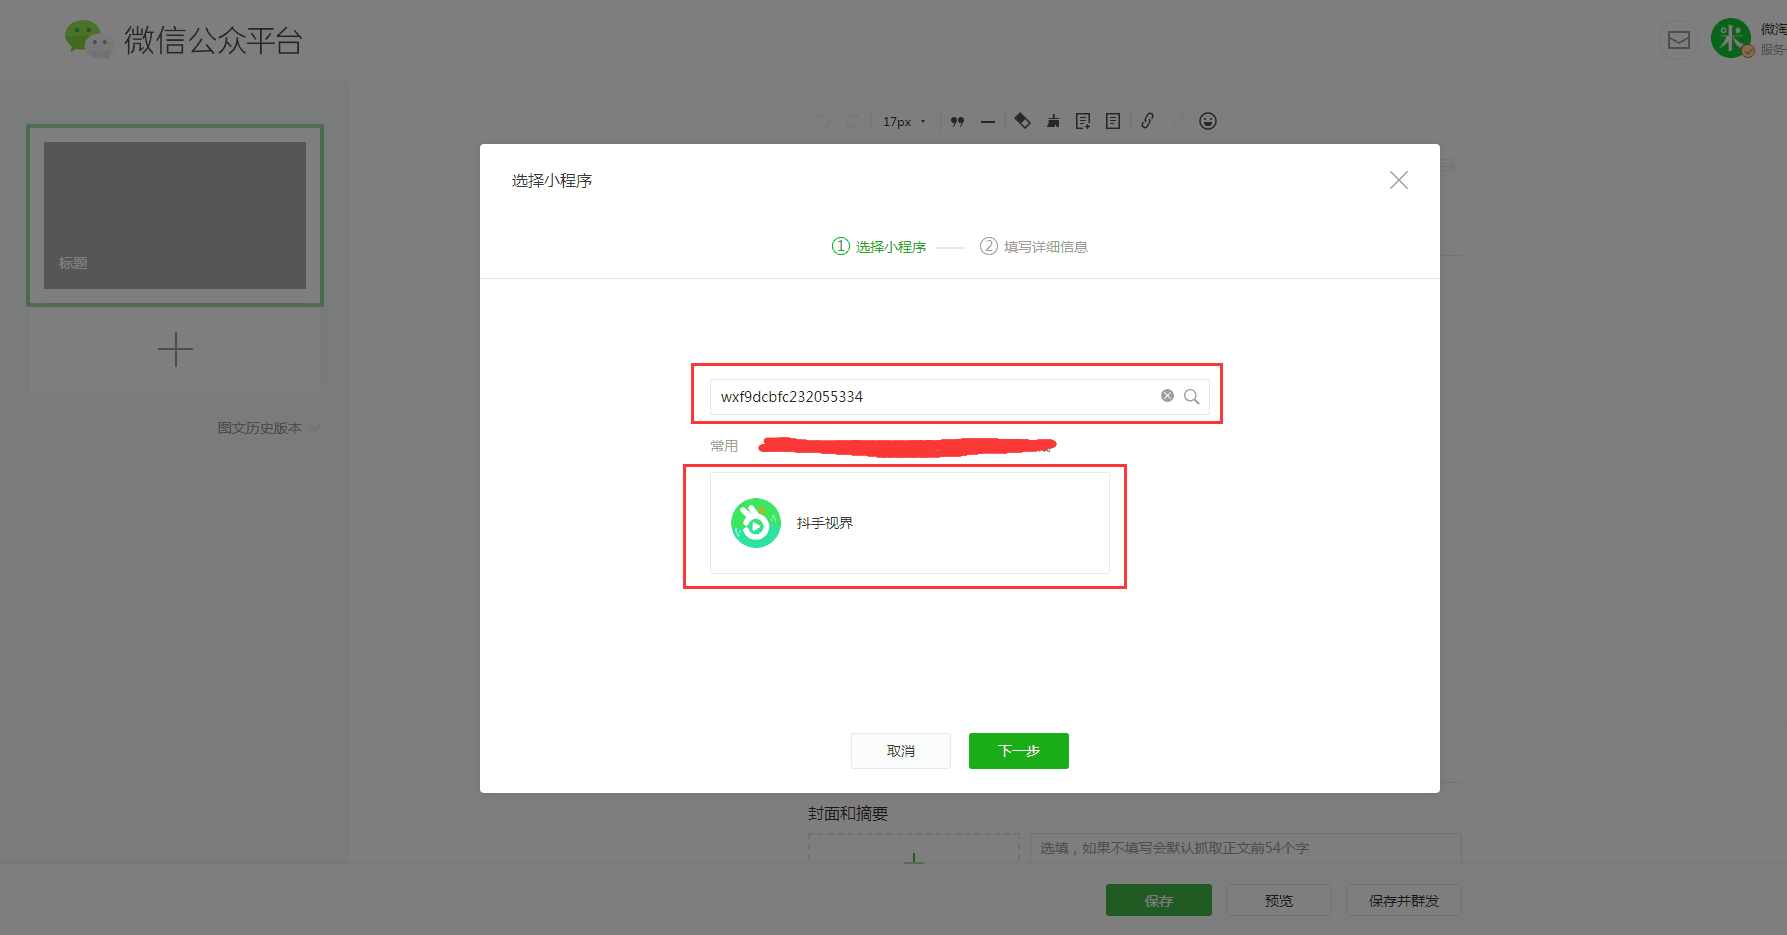 微信公众平台
微淘
服务
17px
标题
图文历史版本
选择小程序
1 选择小程序
2 填写详细信息
wxf9dcbfc232055334
常用
抖手视界
取消
下一步
封面和摘要
选填，如果不填写会默认抓取正文前54个字
保存
预览
保存并群发